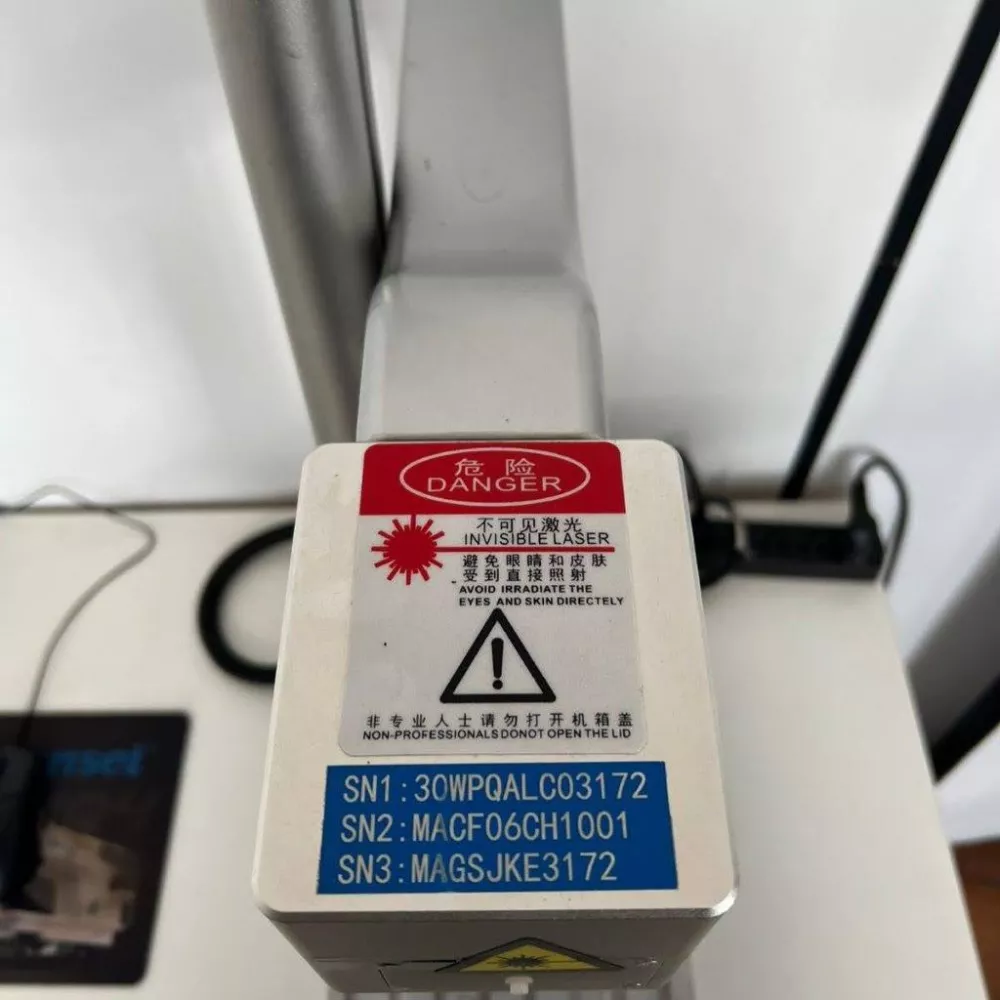 危险
DANGER
不可见激光
INVISIBLE LASER
避免眼睛和皮肤
受到直接照射
AVOID IRRADIATE THE
EYES AND SKIN DIRECTELY
非专业人士请勿打开机箱盖
NON-PROFESSIONALS DO NOT OPEN THE LID
SN1:30WPQALC03172
SN2:MACF06CH1001
SN3:MAGSJKE3172